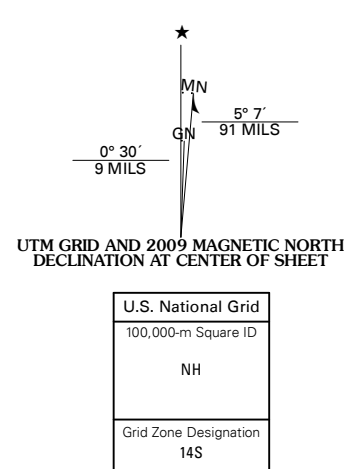 ★
MN
5° 7´
91 MILS
GN
0° 30´
9 MILS
UTM GRID AND 2009 MAGNETIC NORTH
DECLINATION AT CENTER OF SHEET
U.S. National Grid
100,000-m Square ID
NH
Grid Zone Designation
14S